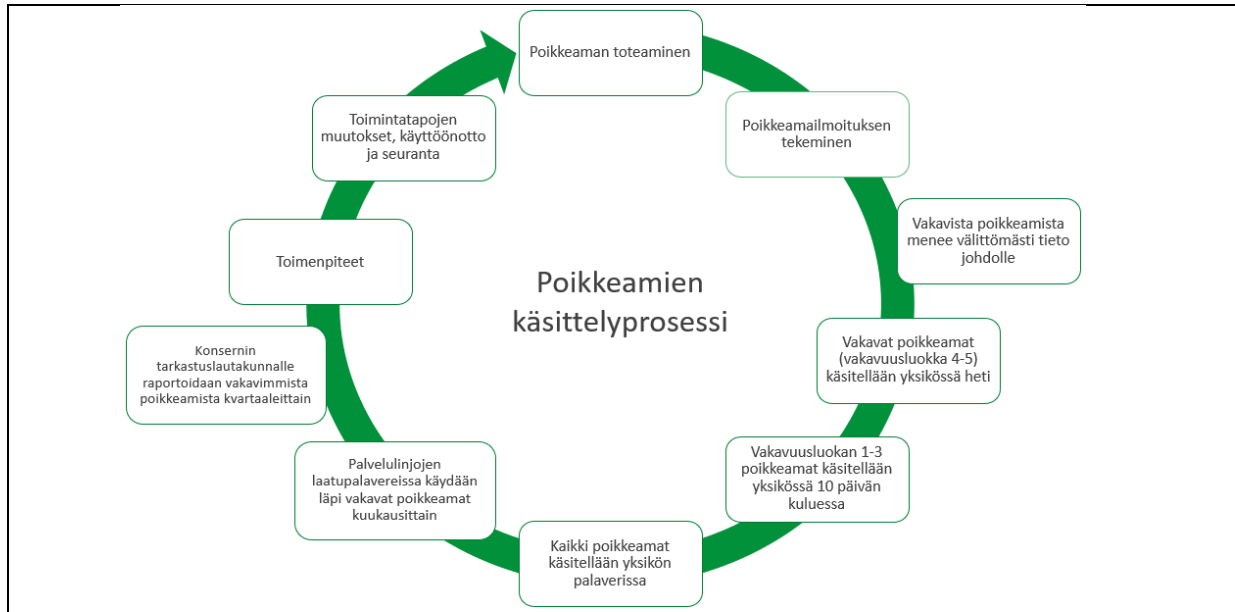 Poikkeaman toteaminen
Poikkeamailmoituksen
tekeminen
Vakavista poikkeamista
menee välittömästi tieto
johdolle
Vakavat poikkeamat
(vakavuusluokka 4-5)
käsitellään yksikössä heti
Vakavuusluokan 1-3
poikkeamat käsitellään
yksikössä 10 päivän
kuluessa
Kaikki poikkeamat
käsitellään yksikön
palaverissa
Palvelulinjojen
laatupalavereissa käydään
läpi vakavat poikkeamat
kuukausittain
Konsernin
tarkastuslautakunnalle
raportoidaan vakavimmista
poikkeamista kvartaaleittain
Toimenpiteet
Toimintatapojen
muutokset, käyttöönotto
ja seuranta
Poikkeamien
käsittelyprosessi